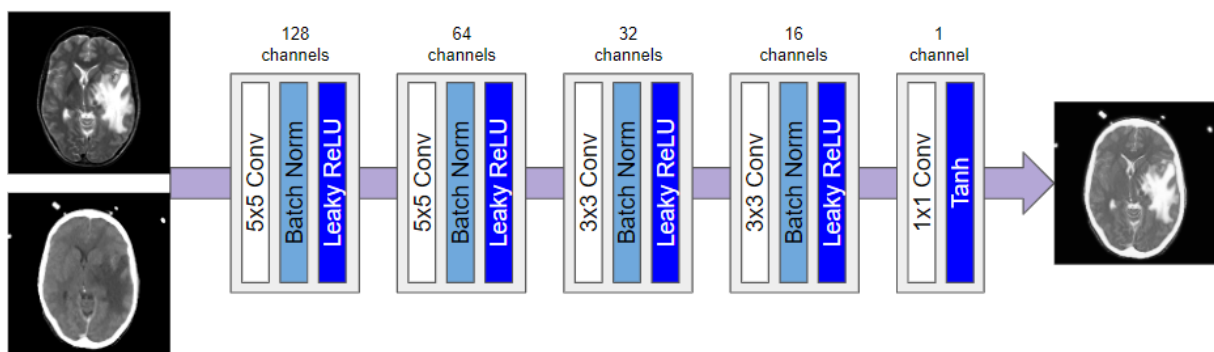 128
channels
64
channels
32
channels
16
channels
1
channel
5x5 Conv
Batch Norm
Leaky ReLU
5x5 Conv
Batch Norm
Leaky ReLU
3x3 Conv
Batch Norm
Leaky ReLU
3x3 Conv
Batch Norm
Leaky ReLU
1x1 Conv
Tanh